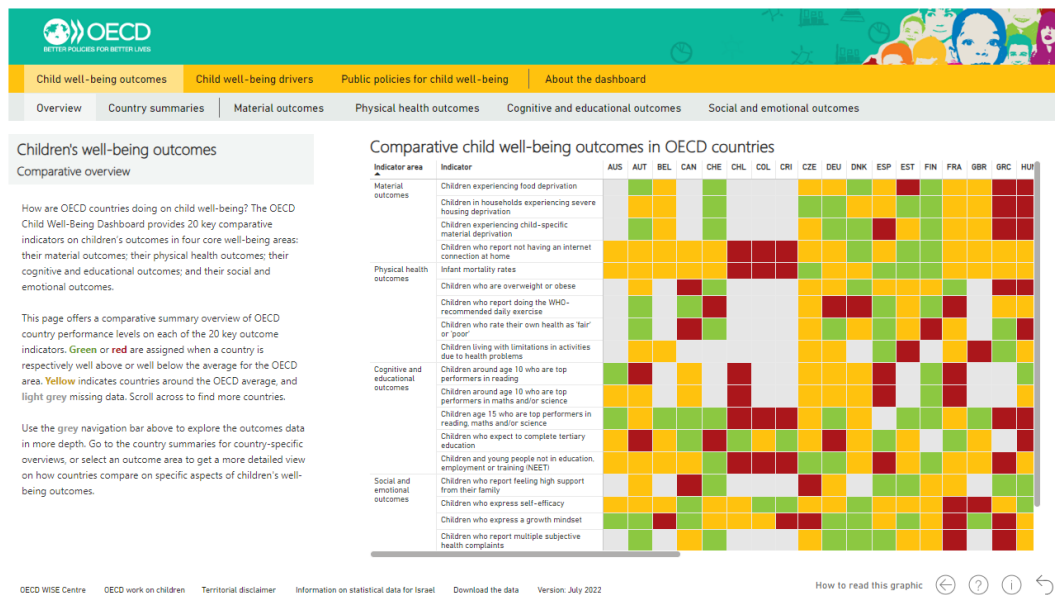 OECD
BETTER POLICIES FOR BETTER LIVES
Child well-being outcomes
Child well-being drivers
Public policies for child well-being
About the dashboard
Overview
Country summaries
Material outcomes
Physical health outcomes
Cognitive and educational outcomes
Social and emotional outcomes
Children's well-being outcomes
Comparative overview
How are OECD countries doing on child well-being? The OECD
Child Well-Being Dashboard provides 20 key comparative
indicators on children's outcomes in four core well-being areas:
their material outcomes; their physical health outcomes; their
cognitive and educational outcomes; and their social and
emotional outcomes.
This page offers a comparative summary overview of OECD
country performance levels on each of the 20 key outcome
indicators. Green or red are assigned when a country is
respectively well above or well below the average for the OECD
area. Yellow indicates countries around the OECD average, and
light grey missing data. Scroll across to find more countries.
Use the grey navigation bar above to explore the outcomes data
in more depth. Go to the country summaries for country-specific
overviews, or select an outcome area to get a more detailed view
on how countries compare on specific aspects of children's well-
being outcomes.
Comparative child well-being outcomes in OECD countries
Indicator area Indicator AUS AUT BEL CAN CHE CHL COL CRI CZE DEU DNK ESP EST FIN FRA GBR GRC HUN
Material
outcomes
Children experiencing food deprivation
Children in households experiencing severe
housing deprivation
Children experiencing child-specific
material deprivation
Children who report not having an internet
connection at home
Physical health
outcomes
Infant mortality rates
Children who are overweight or obese
Children who report doing the WHO-
recommended daily exercise
Children who rate their own health as 'fair'
or 'poor'
Children living with limitations in activities
due to health problems
Cognitive and
educational
outcomes
Children around age 10 who are top
performers in reading
Children around age 10 who are top
performers in maths and/or science
Children age 15 who are top performers in
reading, maths and/or science
Children who expect to complete tertiary
education
Children and young people not in education,
employment or training (NEET)
Social and
emotional
outcomes
Children who report feeling high support
from their family
Children who express self-efficacy
Children who express a growth mindset
Children who report multiple subjective
health complaints
OECD WISE Centre
OECD work on children
Territorial disclaimer
Information on statistical data for Israel
Download the data
Version: July 2022
How to read this graphic